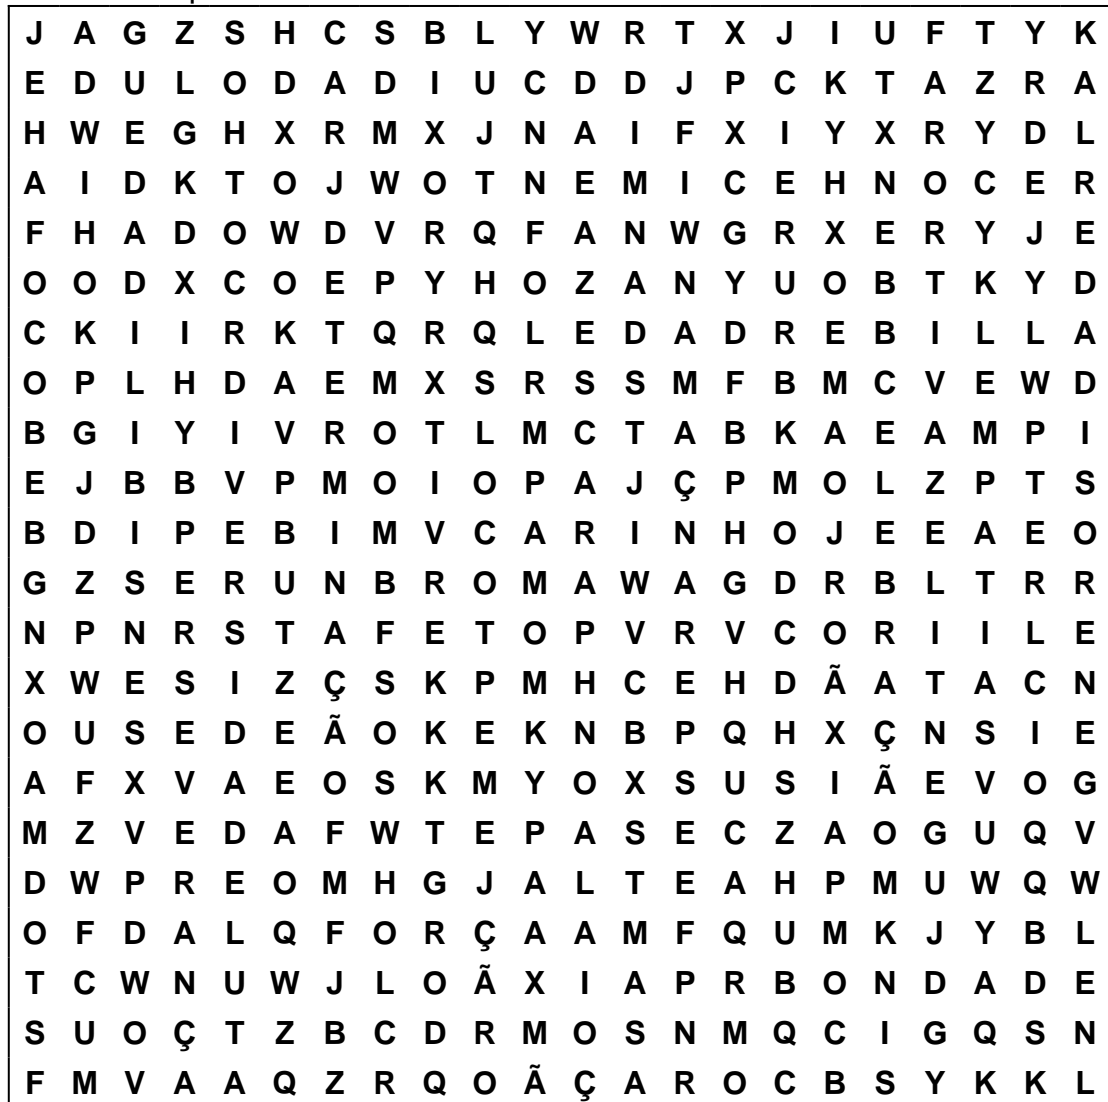 J A G Z S H C S B L Y W R T X J I U F T Y K
E D U L O D A D I U C D D J P C K T A Z R A
H W E G H X R M X J N A I F X I Y X R Y D L
A I D K T O J W O T N E M I C E H N O C E R
F H A D O W D V R Q F A N W G R X E R Y J E
O O D X C O E P Y H O Z A N Y U O B T K Y D
C K I I R K T Q R Q L E D A D R E B I L L A
O P L H D A E M X S R S S M F B M C V E W D
B G I Y I V R O T L M C T A B K A E A M P I
E J B B V P M O I O P A J Ç P M O L Z P T S
B D I P E B I M V C A R I N H O J E E A E O
G Z S E R U N B R O M A W A G D R B L T R R
N P N R S T A F E T O P V R V C O R I I L E
X W E S I Z Ç S K P M H C E H D Ã A T A C N
O U S E D E Ã O K E K N B P Q H X Ç N S I E
A F X V A E O S K M Y O X S U S I Ã E V O G
M Z V E D A F W T E P A S E C Z A O G U Q V
D W P R E O M H G J A L T E A H P M U W Q W
O F D A L Q F O R Ç A A M F Q U M K J Y B L
T C W N U W J L O Ã X I A P R B O N D A D E
S U O Ç T Z B C D R M O S N M Q C I G Q S N
F M V A A Q Z R Q O Ã Ç A R O C B S Y K K L